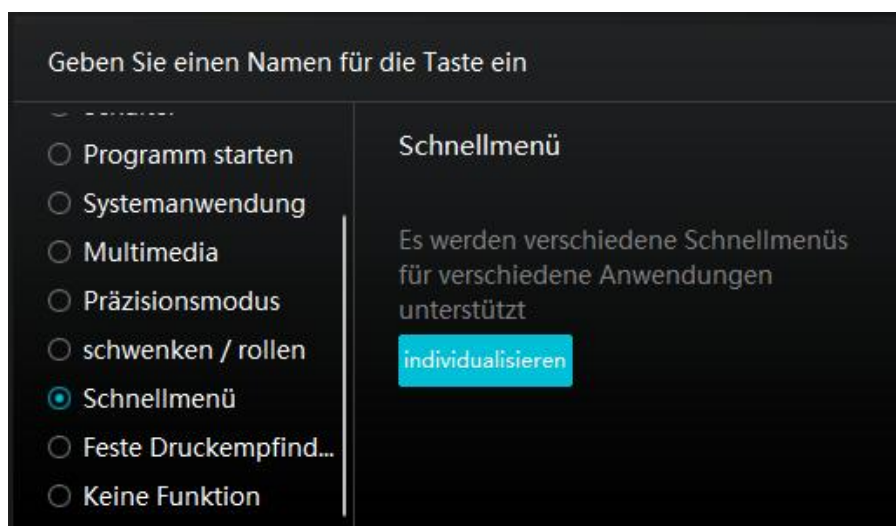 Geben Sie einen Namen für die Taste ein
Programm starten
Systemanwendung
Multimedia
Präzisionsmodus
schwenken / rollen
Schnellmenü
Feste Druckempfind...
Keine Funktion
Schnellmenü
Es werden verschiedene Schnellmenüs
für verschiedene Anwendungen
unterstützt
individualisieren